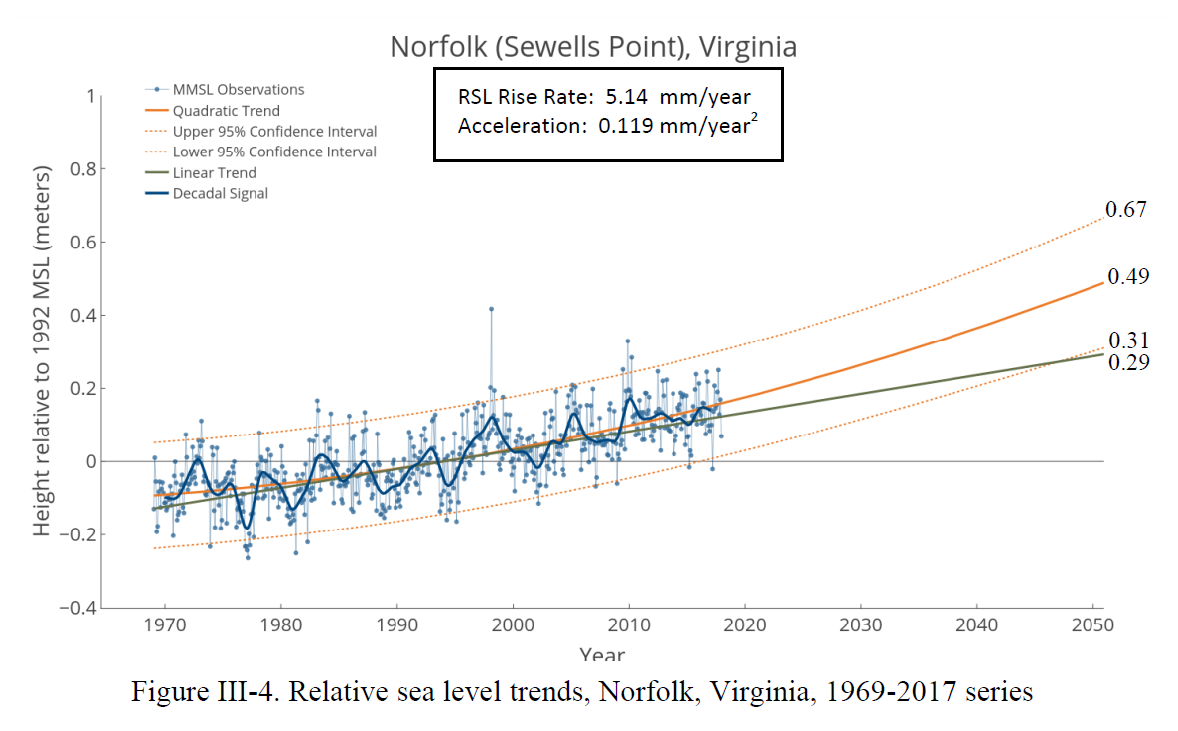 Norfolk (Sewells Point), Virginia
RSL Rise Rate: 5.14 mm/year
Acceleration: 0.119 mm/year²
MMSL Observations
Quadratic Trend
Upper 95% Confidence Interval
Lower 95% Confidence Interval
Linear Trend
Decadal Signal
Height relative to 1992 MSL (meters)
1
0.8
0.6
0.4
0.2
0
−0.2
−0.4
0.67
0.49
0.31
0.29
1970 1980 1990 2000 2010 2020 2030 2040 2050
Year
Figure III-4. Relative sea level trends, Norfolk, Virginia, 1969-2017 series